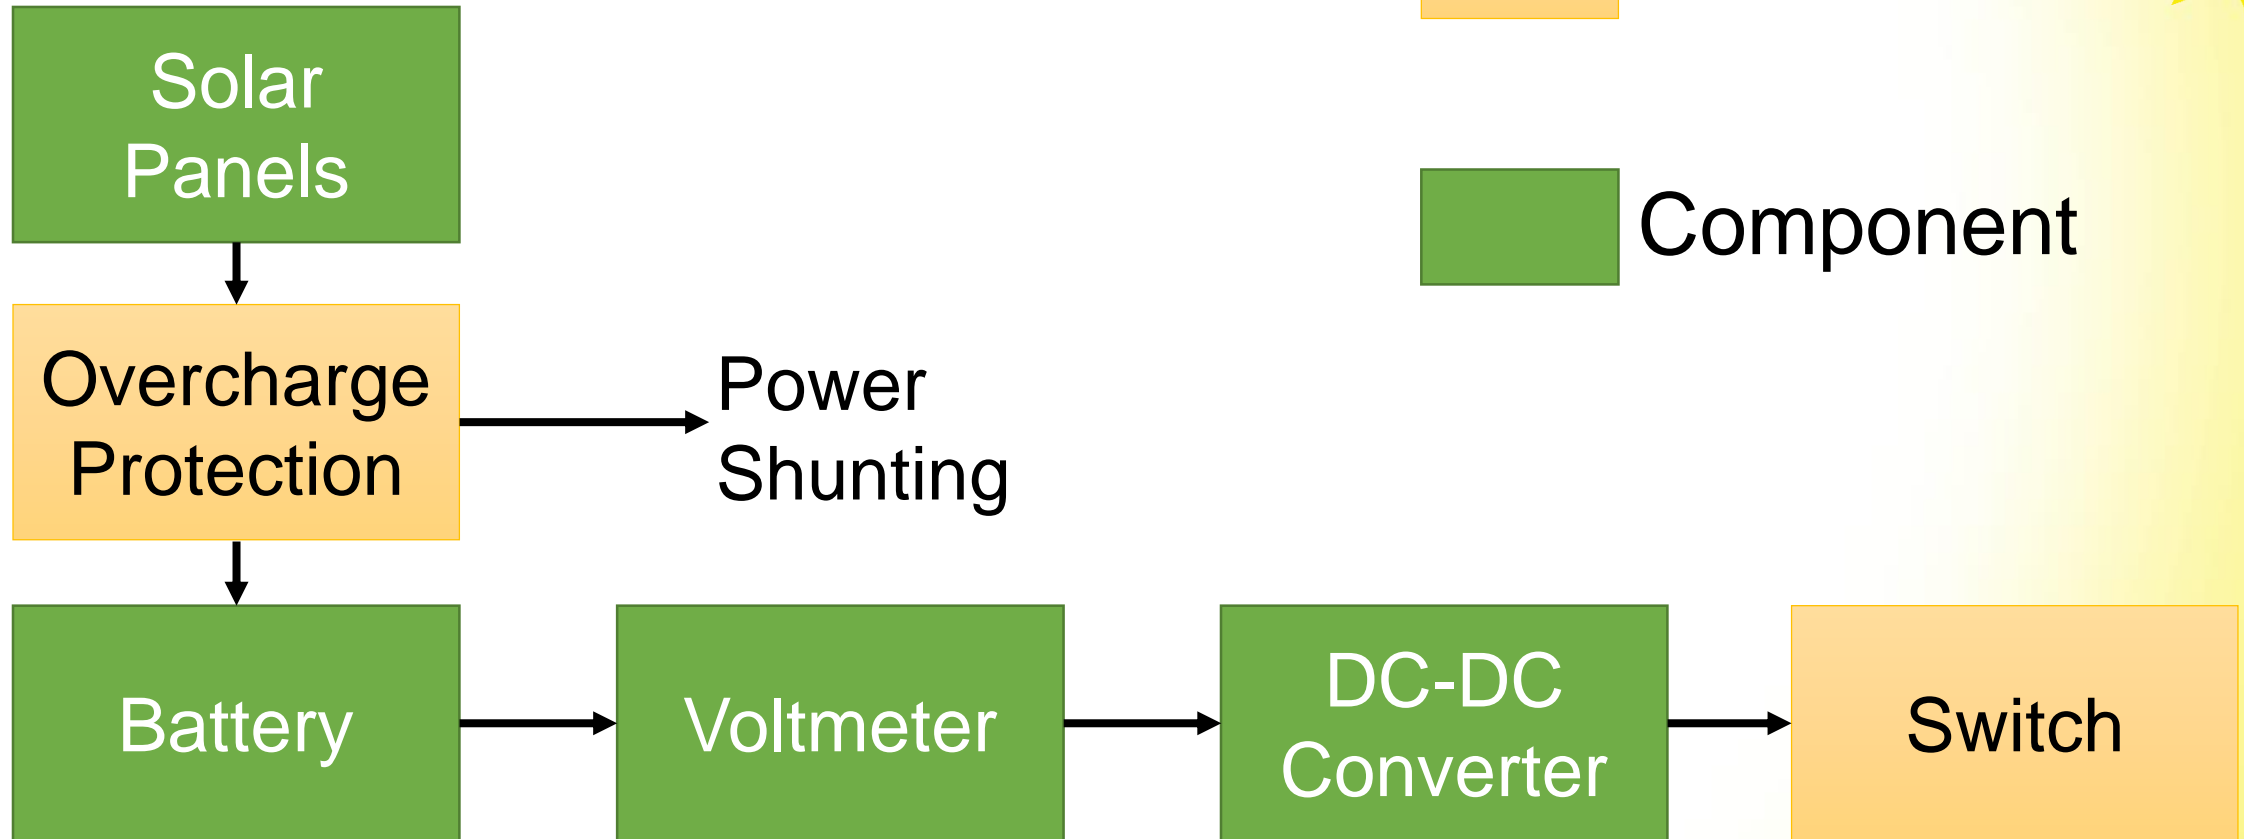 Solar
Panels
Component
Overcharge
Protection
Power
Shunting
Battery
Voltmeter
DC-DC
Converter
Switch